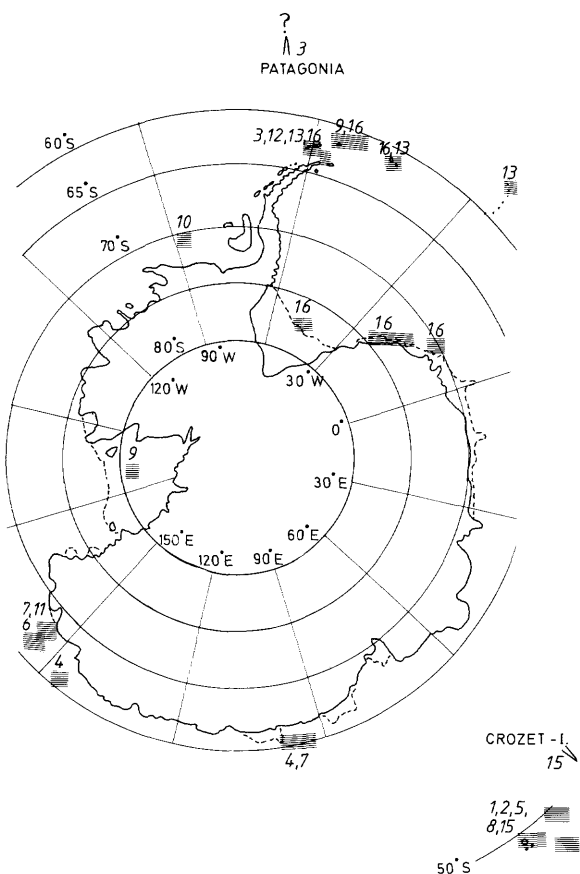 ?
3
PATAGONIA
60°S
3,12,13,16
9,16
16,13
13
65°S
10
70°S
16
16
16
80°S
90°W
120°W
30°W
0°
9
30°E
60°E
150°E
120°E
90°E
7,11
6
4
4,7
CROZET-I.
15
1,2,5,
8,15
50°S